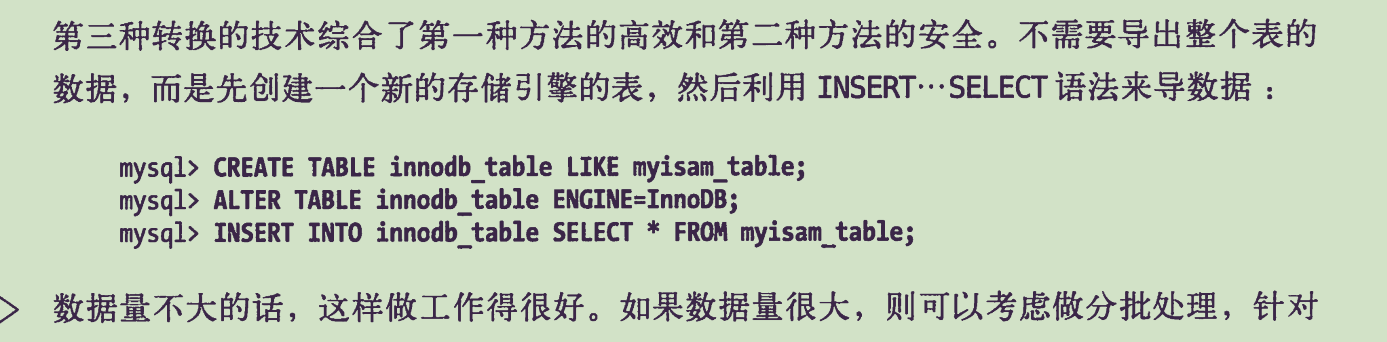 第三种转换的技术综合了第一种方法的高效和第二种方法的安全。不需要导出整个表的
数据，而是先创建一个新的存储引擎的表，然后利用 INSERT…SELECT 语法来导数据：
mysql> CREATE TABLE innodb_table LIKE myisam_table;
mysql> ALTER TABLE innodb_table ENGINE=InnoDB;
mysql> INSERT INTO innodb_table SELECT * FROM myisam_table;
数据量不大的话，这样做工作得很好。如果数据量很大，则可以考虑做分批处理，针对